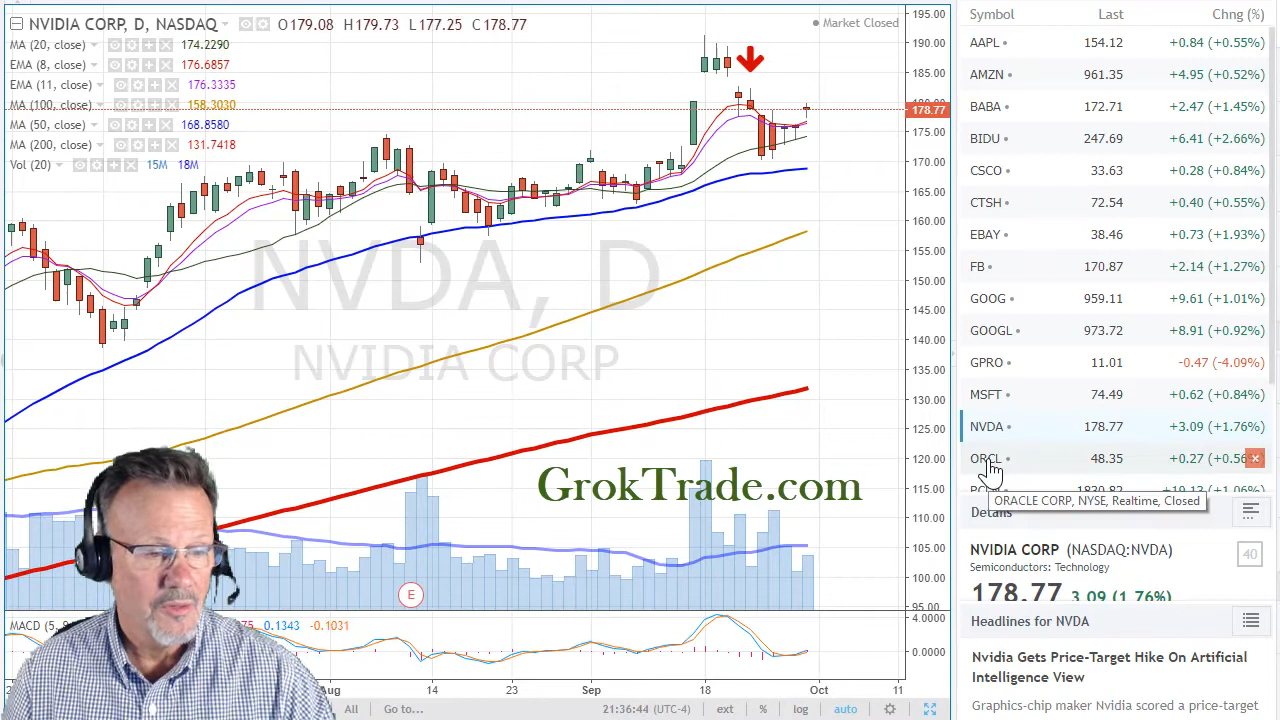 NVIDIA CORP, D, NASDAQ O179.08 H179.73 L177.25 C178.77
Market Closed
MA (20, close) 174.2290
EMA (8, close) 176.6857
EMA (11, close) 176.3335
MA (100, close) 158.3030
MA (50, close) 168.8580
MA (200, close) 131.7418
Vol (20) 15M 18M
195.00
190.00
185.00
178.77
175.00
170.00
165.00
160.00
155.00
150.00
145.00
140.00
135.00
130.00
125.00
120.00
115.00
110.00
105.00
100.00
95.00
NVDA, D
NVIDIA CORP
GrokTrade.com
E
MACD (5, 0.1343 -0.1031
4.0000
0.0000
Aug 14 23 Sep 18 Oct 11
All Go to... 21:36:44 (UTC-4) ext % log auto
Symbol Last Chng (%)
AAPL 154.12 +0.84 (+0.55%)
AMZN 961.35 +4.95 (+0.52%)
BABA 172.71 +2.47 (+1.45%)
BIDU 247.69 +6.41 (+2.66%)
CSCO 33.63 +0.28 (+0.84%)
CTSH 72.54 +0.40 (+0.55%)
EBAY 38.46 +0.73 (+1.93%)
FB 170.87 +2.14 (+1.27%)
GOOG 959.11 +9.61 (+1.01%)
GOOGL 973.72 +8.91 (+0.92%)
GPRO 11.01 -0.47 (-4.09%)
MSFT 74.49 +0.62 (+0.84%)
NVDA 178.77 +3.09 (+1.76%)
ORCL 48.35 +0.27
ORACLE CORP, NYSE, Realtime, Closed
Details
NVIDIA CORP (NASDAQ:NVDA)
40
Semiconductors: Technology
178.77 3.09 (1.76%)
Headlines for NVDA
Nvidia Gets Price-Target Hike On Artificial
Intelligence View
Graphics-chip maker Nvidia scored a price-target